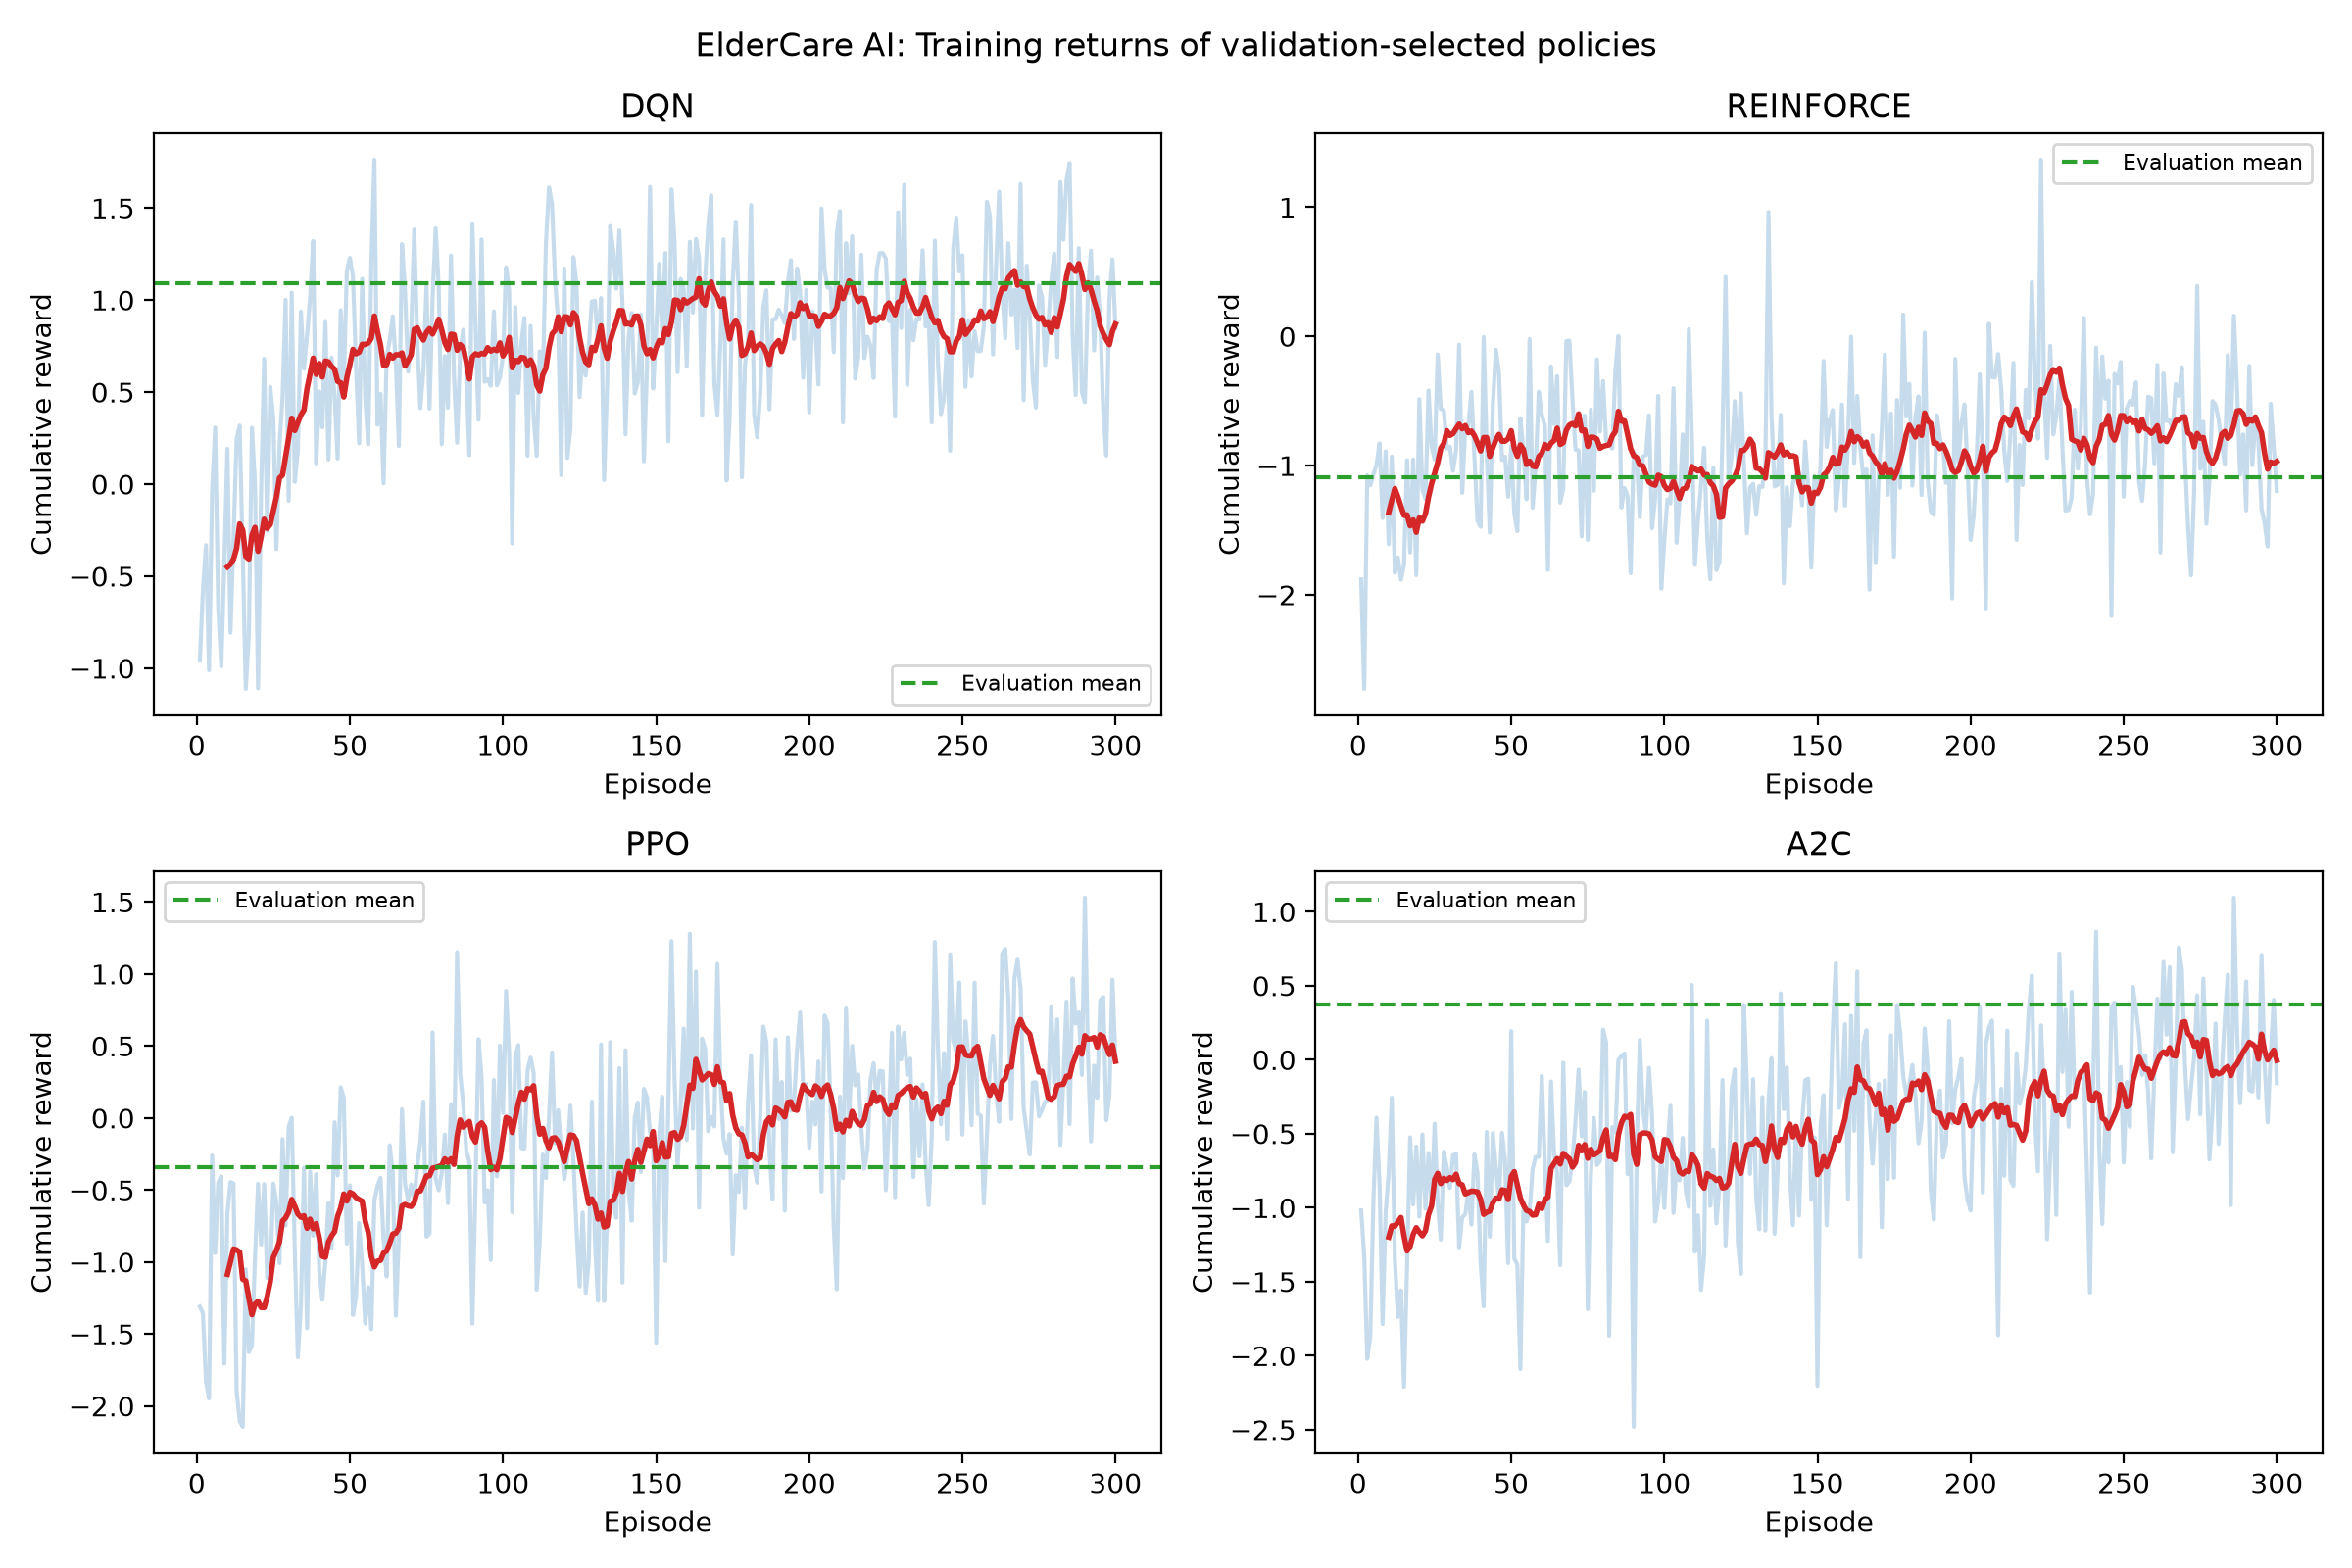 ElderCare AI: Training returns of validation-selected policies
DQN
Cumulative reward
1.5
1.0
0.5
0.0
−0.5
−1.0
Evaluation mean
0 50 100 150 200 250 300
Episode
REINFORCE
Cumulative reward
1
0
−1
−2
Evaluation mean
0 50 100 150 200 250 300
Episode
PPO
Cumulative reward
1.5
1.0
0.5
0.0
−0.5
−1.0
−1.5
−2.0
Evaluation mean
0 50 100 150 200 250 300
Episode
A2C
Cumulative reward
1.0
0.5
0.0
−0.5
−1.0
−1.5
−2.0
−2.5
Evaluation mean
0 50 100 150 200 250 300
Episode